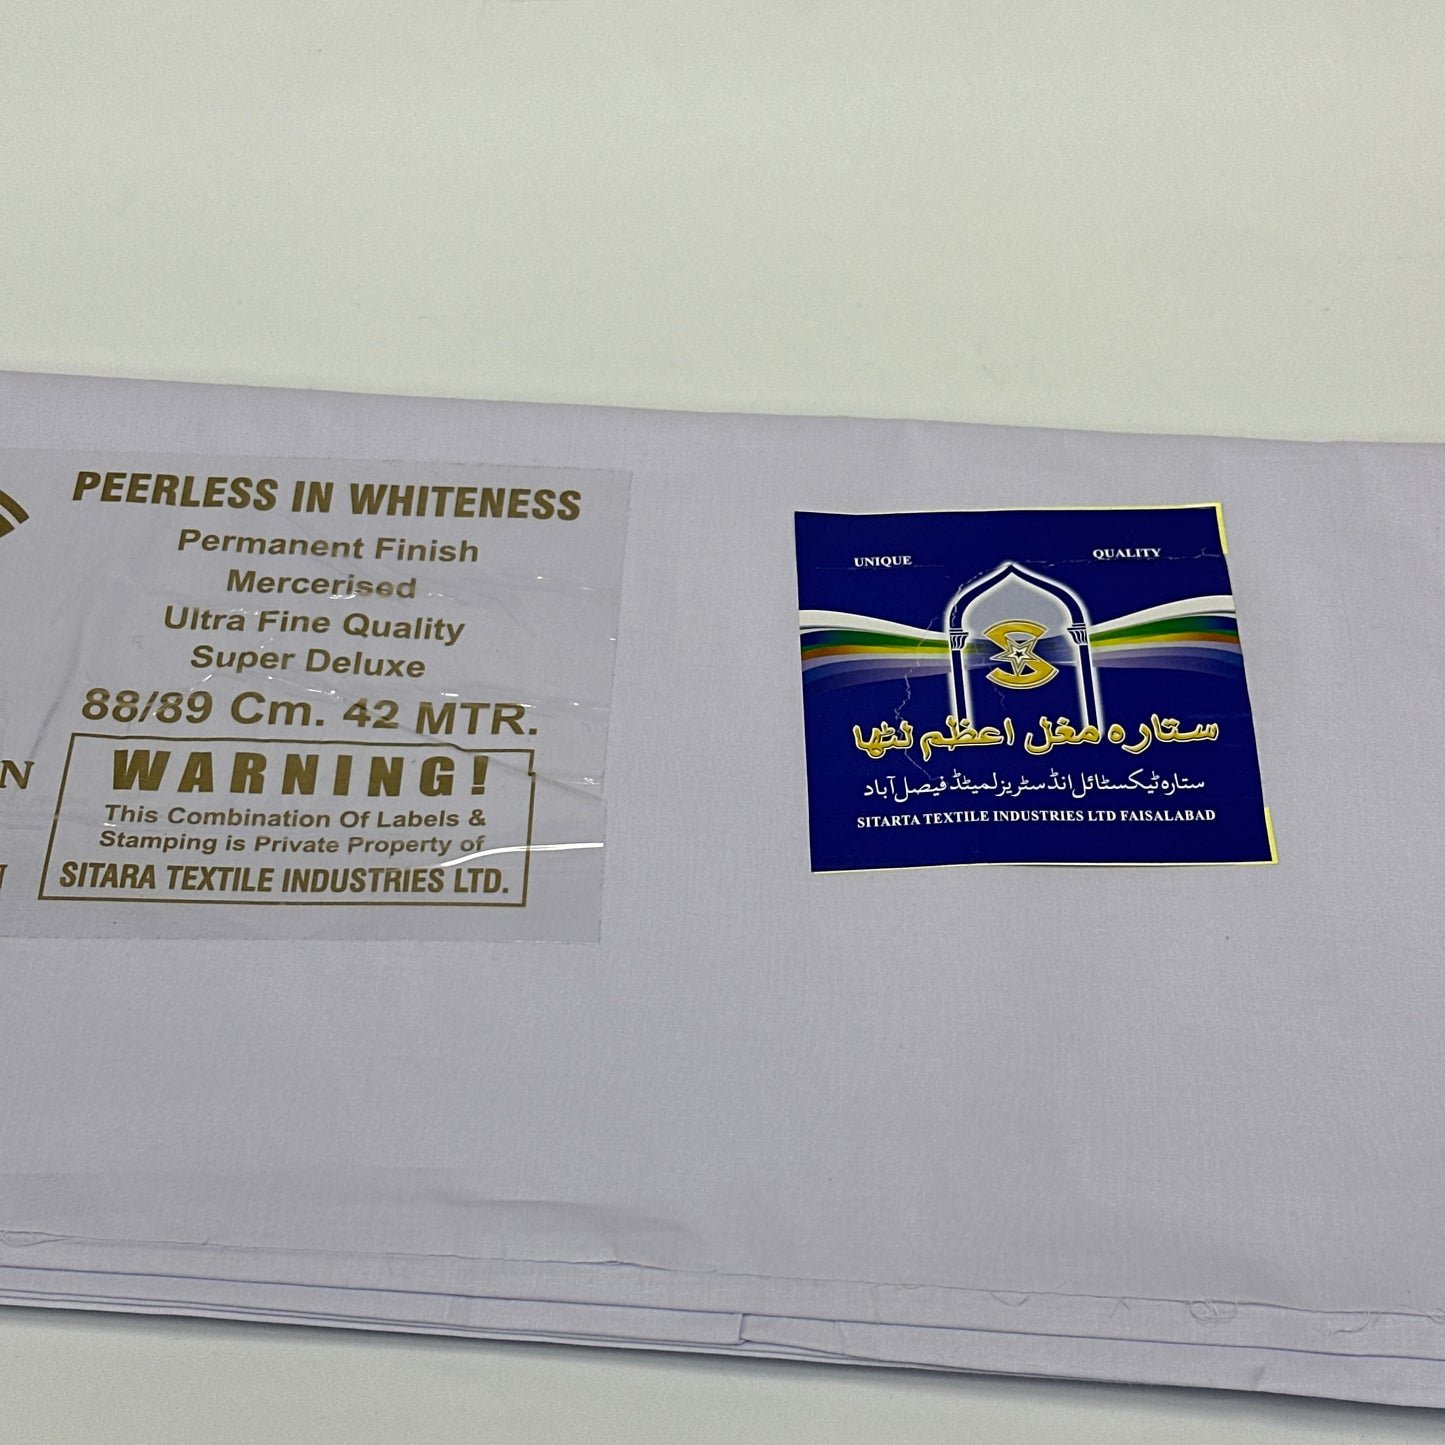 PEERLESS IN WHITENESS
Permanent Finish
Mercerised
Ultra Fine Quality
Super Deluxe
88/89 Cm. 42 MTR.
WARNING!
This Combination Of Labels &
Stamping is Private Property of
SITARA TEXTILE INDUSTRIES LTD.
UNIQUE QUALITY
ستارہ مغل اعظم لٹھا
ستارہ ٹیکسٹائل انڈسٹریز لمیٹڈ فیصل آباد
SITARTA TEXTILE INDUSTRIES LTD FAISALABAD